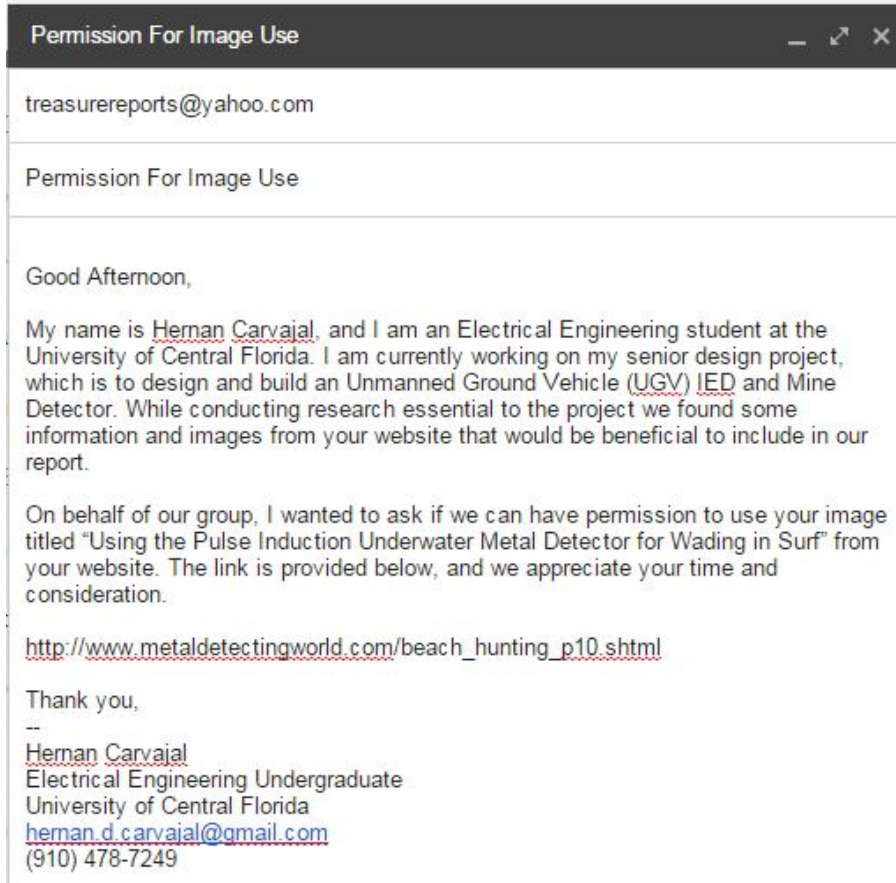 Permission For Image Use
treasurereports@yahoo.com
Permission For Image Use
Good Afternoon,
My name is Hernan Carvajal, and I am an Electrical Engineering student at the
University of Central Florida. I am currently working on my senior design project,
which is to design and build an Unmanned Ground Vehicle (UGV) IED and Mine
Detector. While conducting research essential to the project we found some
information and images from your website that would be beneficial to include in our
report.
On behalf of our group, I wanted to ask if we can have permission to use your image
titled “Using the Pulse Induction Underwater Metal Detector for Wading in Surf” from
your website. The link is provided below, and we appreciate your time and
consideration.
http://www.metaldetectingworld.com/beach_hunting_p10.shtml
Thank you,
--
Hernan Carvajal
Electrical Engineering Undergraduate
University of Central Florida
hernan.d.carvajal@gmail.com
(910) 478-7249